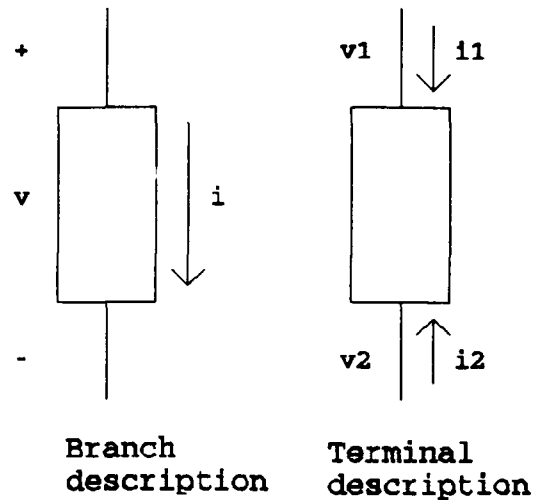 +
v
-
i
v1
i1
v2
i2
Branch
description
Terminal
description